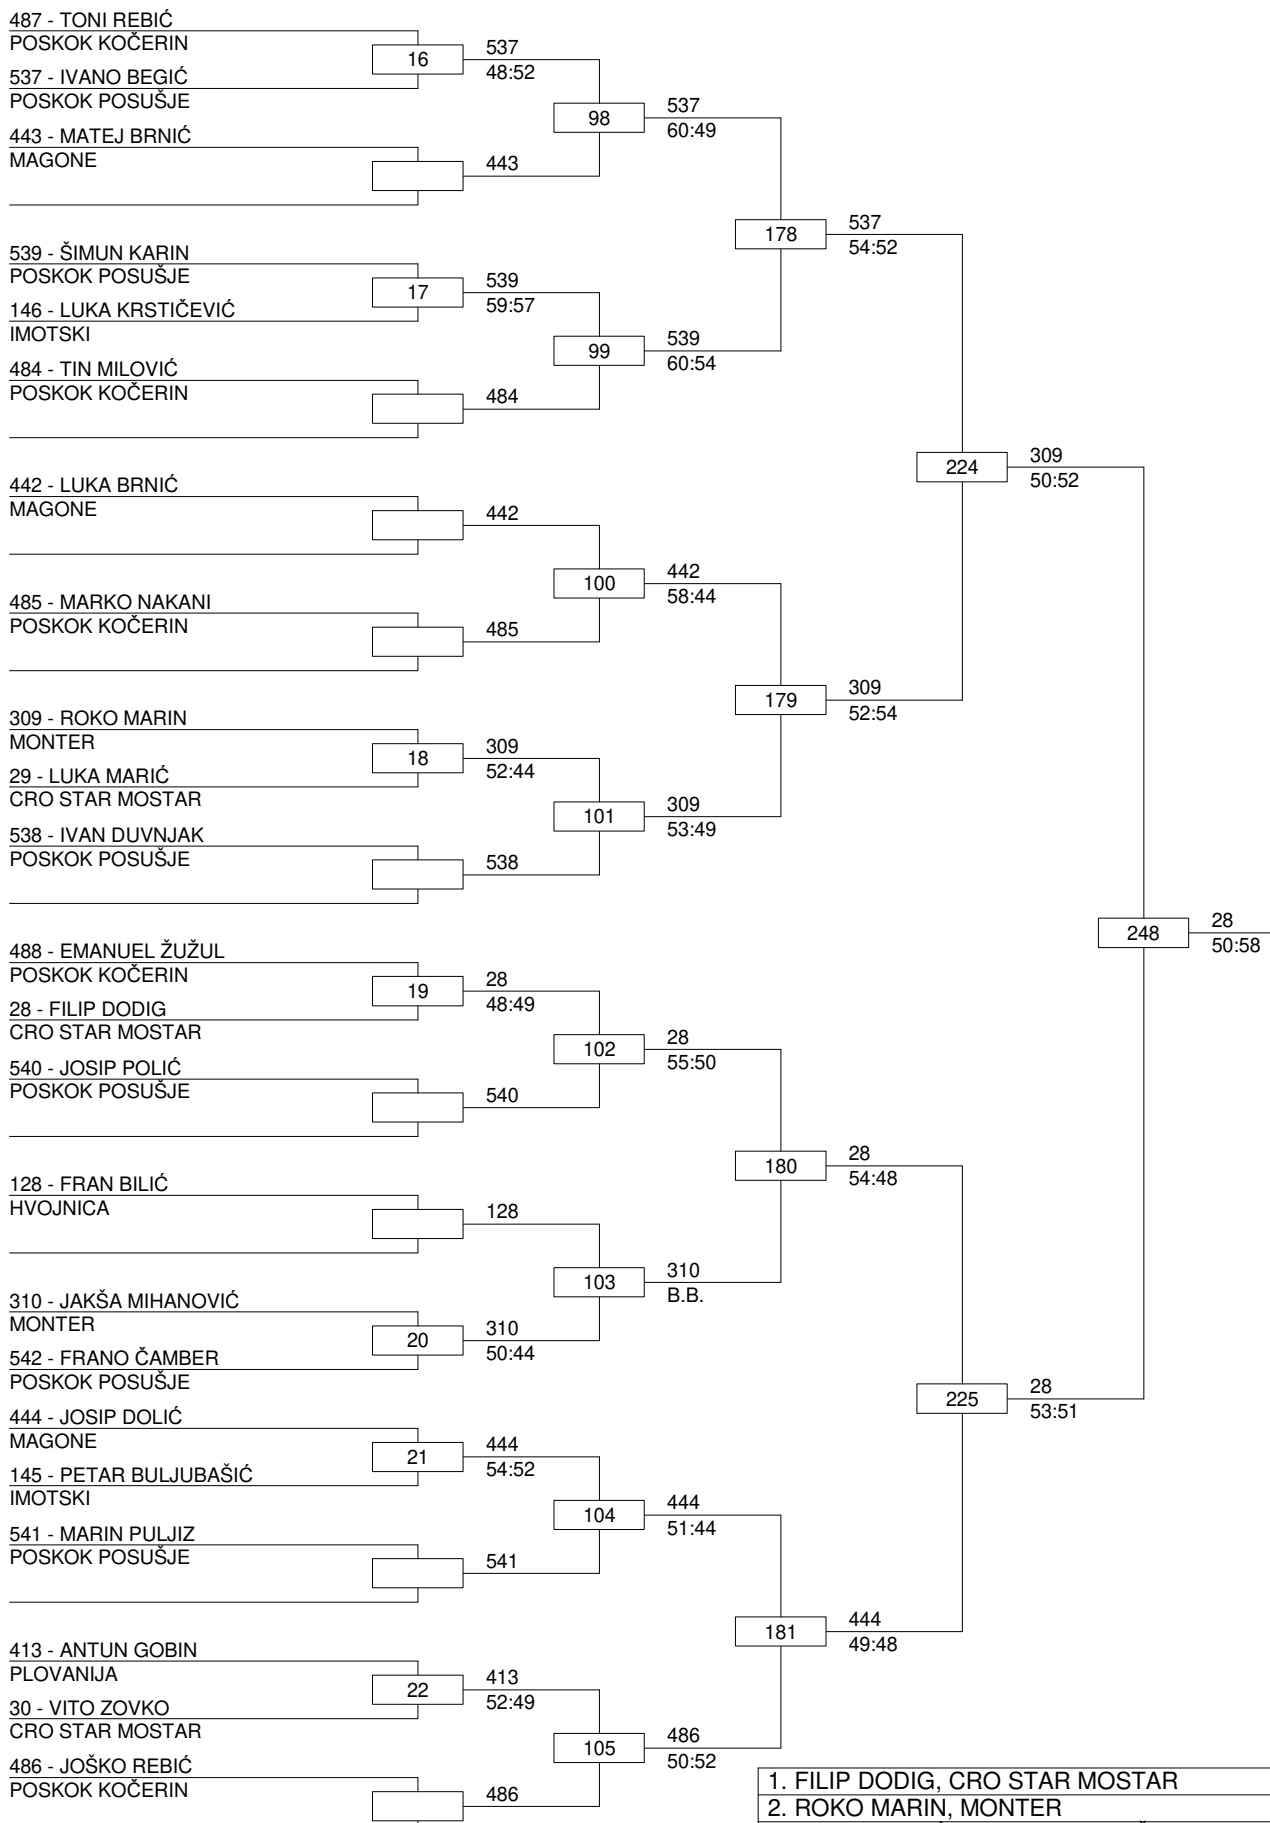 487 - TONI REBIĆ
POSKOK KOČERIN
16
537
48:52
537 - IVANO BEGIĆ
POSKOK POSUŠJE
98
537
60:49
443 - MATEJ BRNIĆ
MAGONE
443
178
537
54:52
539 - ŠIMUN KARIN
POSKOK POSUŠJE
17
539
59:57
146 - LUKA KRSTIČEVIĆ
IMOTSKI
99
539
60:54
484 - TIN MILOVIĆ
POSKOK KOČERIN
484
224
309
50:52
442 - LUKA BRNIĆ
MAGONE
442
100
442
58:44
485 - MARKO NAKANI
POSKOK KOČERIN
485
179
309
52:54
309 - ROKO MARIN
MONTER
18
309
52:44
29 - LUKA MARIĆ
CRO STAR MOSTAR
101
309
53:49
538 - IVAN DUVNJAK
POSKOK POSUŠJE
538
248
28
50:58
488 - EMANUEL ŽUŽUL
POSKOK KOČERIN
19
28
48:49
28 - FILIP DODIG
CRO STAR MOSTAR
102
28
55:50
540 - JOSIP POLIĆ
POSKOK POSUŠJE
540
180
28
54:48
128 - FRAN BILIĆ
HVOJNICA
128
103
310
B.B.
310 - JAKŠA MIHANOVIĆ
MONTER
20
310
50:44
542 - FRANO ČAMBER
POSKOK POSUŠJE
225
28
53:51
444 - JOSIP DOLIĆ
MAGONE
21
444
54:52
145 - PETAR BULJUBAŠIĆ
IMOTSKI
104
444
51:44
541 - MARIN PULJIZ
POSKOK POSUŠJE
541
181
444
49:48
413 - ANTUN GOBIN
PLOVANIJA
22
413
52:49
30 - VITO ZOVKO
CRO STAR MOSTAR
105
486
50:52
486 - JOŠKO REBIĆ
POSKOK KOČERIN
486
1. FILIP DODIG, CRO STAR MOSTAR
2. ROKO MARIN, MONTER